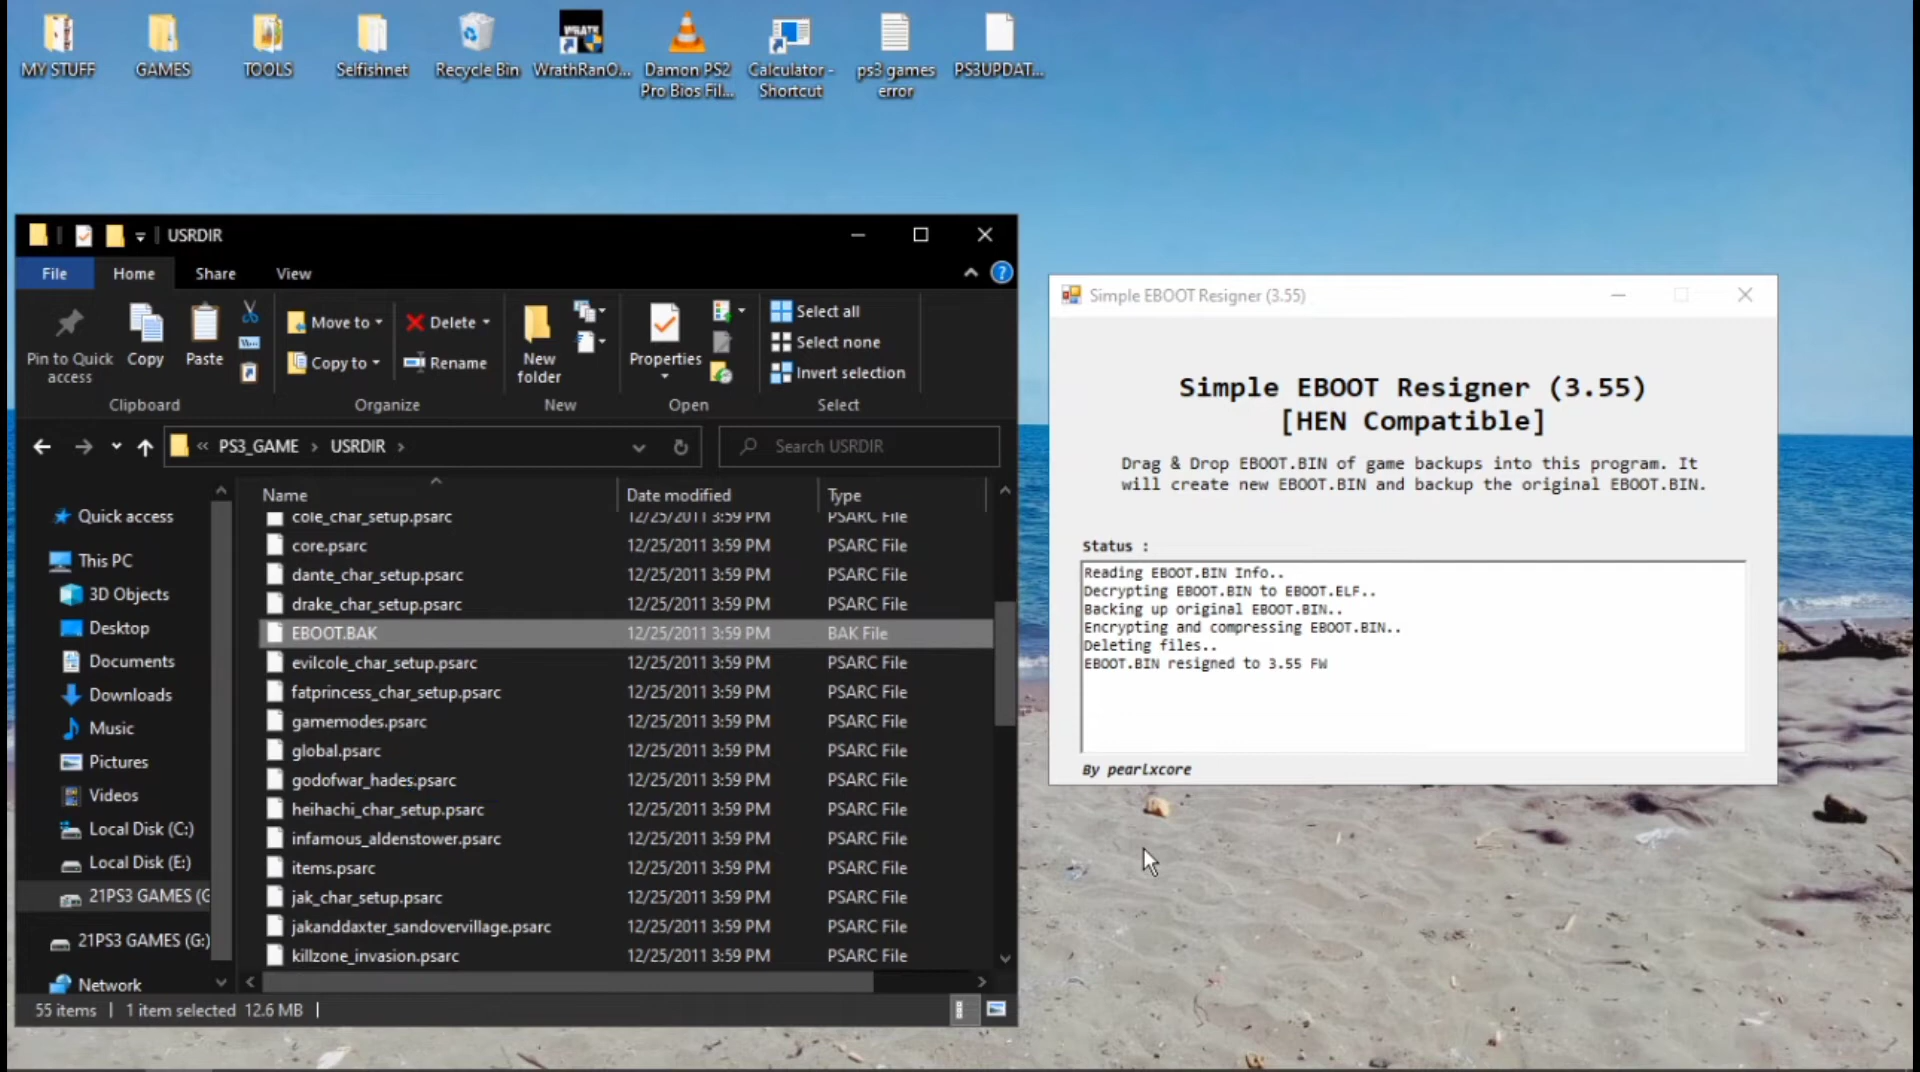 MY STUFF
GAMES
TOOLS
Selfishnet
Recycle Bin
WRATH
WrathRanO...
Damon PS2
Pro Bios Fil...
Calculator -
Shortcut
ps3 games
error
PS3UPDAT...
USRDIR
File
Home
Share
View
Pin to Quick
access
Copy
Paste
Move to
Copy to
Delete
Rename
New
folder
Properties
Select all
Select none
Invert selection
Clipboard
Organize
New
Open
Select
« PS3_GAME › USRDIR ›
Search USRDIR
Quick access
This PC
3D Objects
Desktop
Documents
Downloads
Music
Pictures
Videos
Local Disk (C:)
Local Disk (E:)
21PS3 GAMES (G
21PS3 GAMES (G:)
Network
Name Date modified Type
cole_char_setup.psarc 12/25/2011 3:59 PM PSARC File
core.psarc 12/25/2011 3:59 PM PSARC File
dante_char_setup.psarc 12/25/2011 3:59 PM PSARC File
drake_char_setup.psarc 12/25/2011 3:59 PM PSARC File
EBOOT.BAK 12/25/2011 3:59 PM BAK File
evilcole_char_setup.psarc 12/25/2011 3:59 PM PSARC File
fatprincess_char_setup.psarc 12/25/2011 3:59 PM PSARC File
gamemodes.psarc 12/25/2011 3:59 PM PSARC File
global.psarc 12/25/2011 3:59 PM PSARC File
godofwar_hades.psarc 12/25/2011 3:59 PM PSARC File
heihachi_char_setup.psarc 12/25/2011 3:59 PM PSARC File
infamous_aldenstower.psarc 12/25/2011 3:59 PM PSARC File
items.psarc 12/25/2011 3:59 PM PSARC File
jak_char_setup.psarc 12/25/2011 3:59 PM PSARC File
jakanddaxter_sandovervillage.psarc 12/25/2011 3:59 PM PSARC File
killzone_invasion.psarc 12/25/2011 3:59 PM PSARC File
55 items 1 item selected 12.6 MB
Simple EBOOT Resigner (3.55)
Simple EBOOT Resigner (3.55)
[HEN Compatible]
Drag & Drop EBOOT.BIN of game backups into this program. It
will create new EBOOT.BIN and backup the original EBOOT.BIN.
Status :
Reading EBOOT.BIN Info..
Decrypting EBOOT.BIN to EBOOT.ELF..
Backing up original EBOOT.BIN..
Encrypting and compressing EBOOT.BIN..
Deleting files..
EBOOT.BIN resigned to 3.55 FW
By pearlxcore